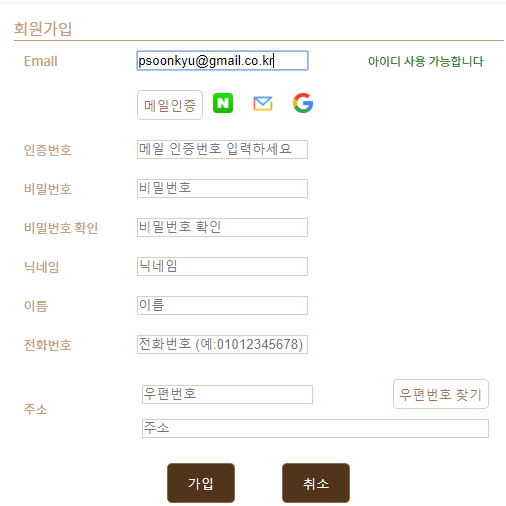 회원가입
Email psoonkyu@gmail.co.kr 아이디 사용 가능합니다
메일인증 N G
인증번호 메일 인증번호 입력하세요
비밀번호 비밀번호
비밀번호 확인 비밀번호 확인
닉네임 닉네임
이름 이름
전화번호 전화번호 (예:01012345678)
우편번호 우편번호 찾기
주소
주소
가입 취소